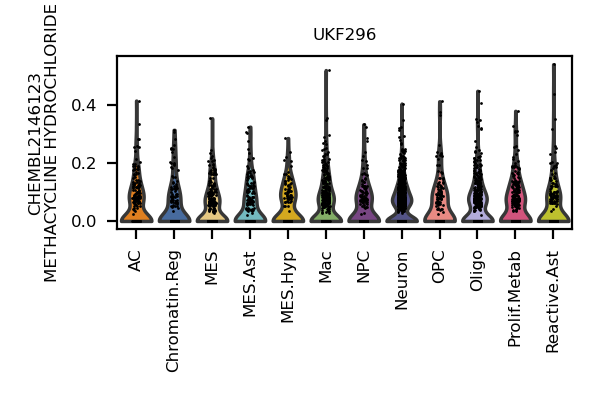 UKF296
CHEMBL2146123
METHACYCLINE HYDROCHLORIDE
0.4
0.2
0.0
AC
Chromatin.Reg
MES
MES.Ast
MES.Hyp
Mac
NPC
Neuron
OPC
Oligo
Prolif.Metab
Reactive.Ast